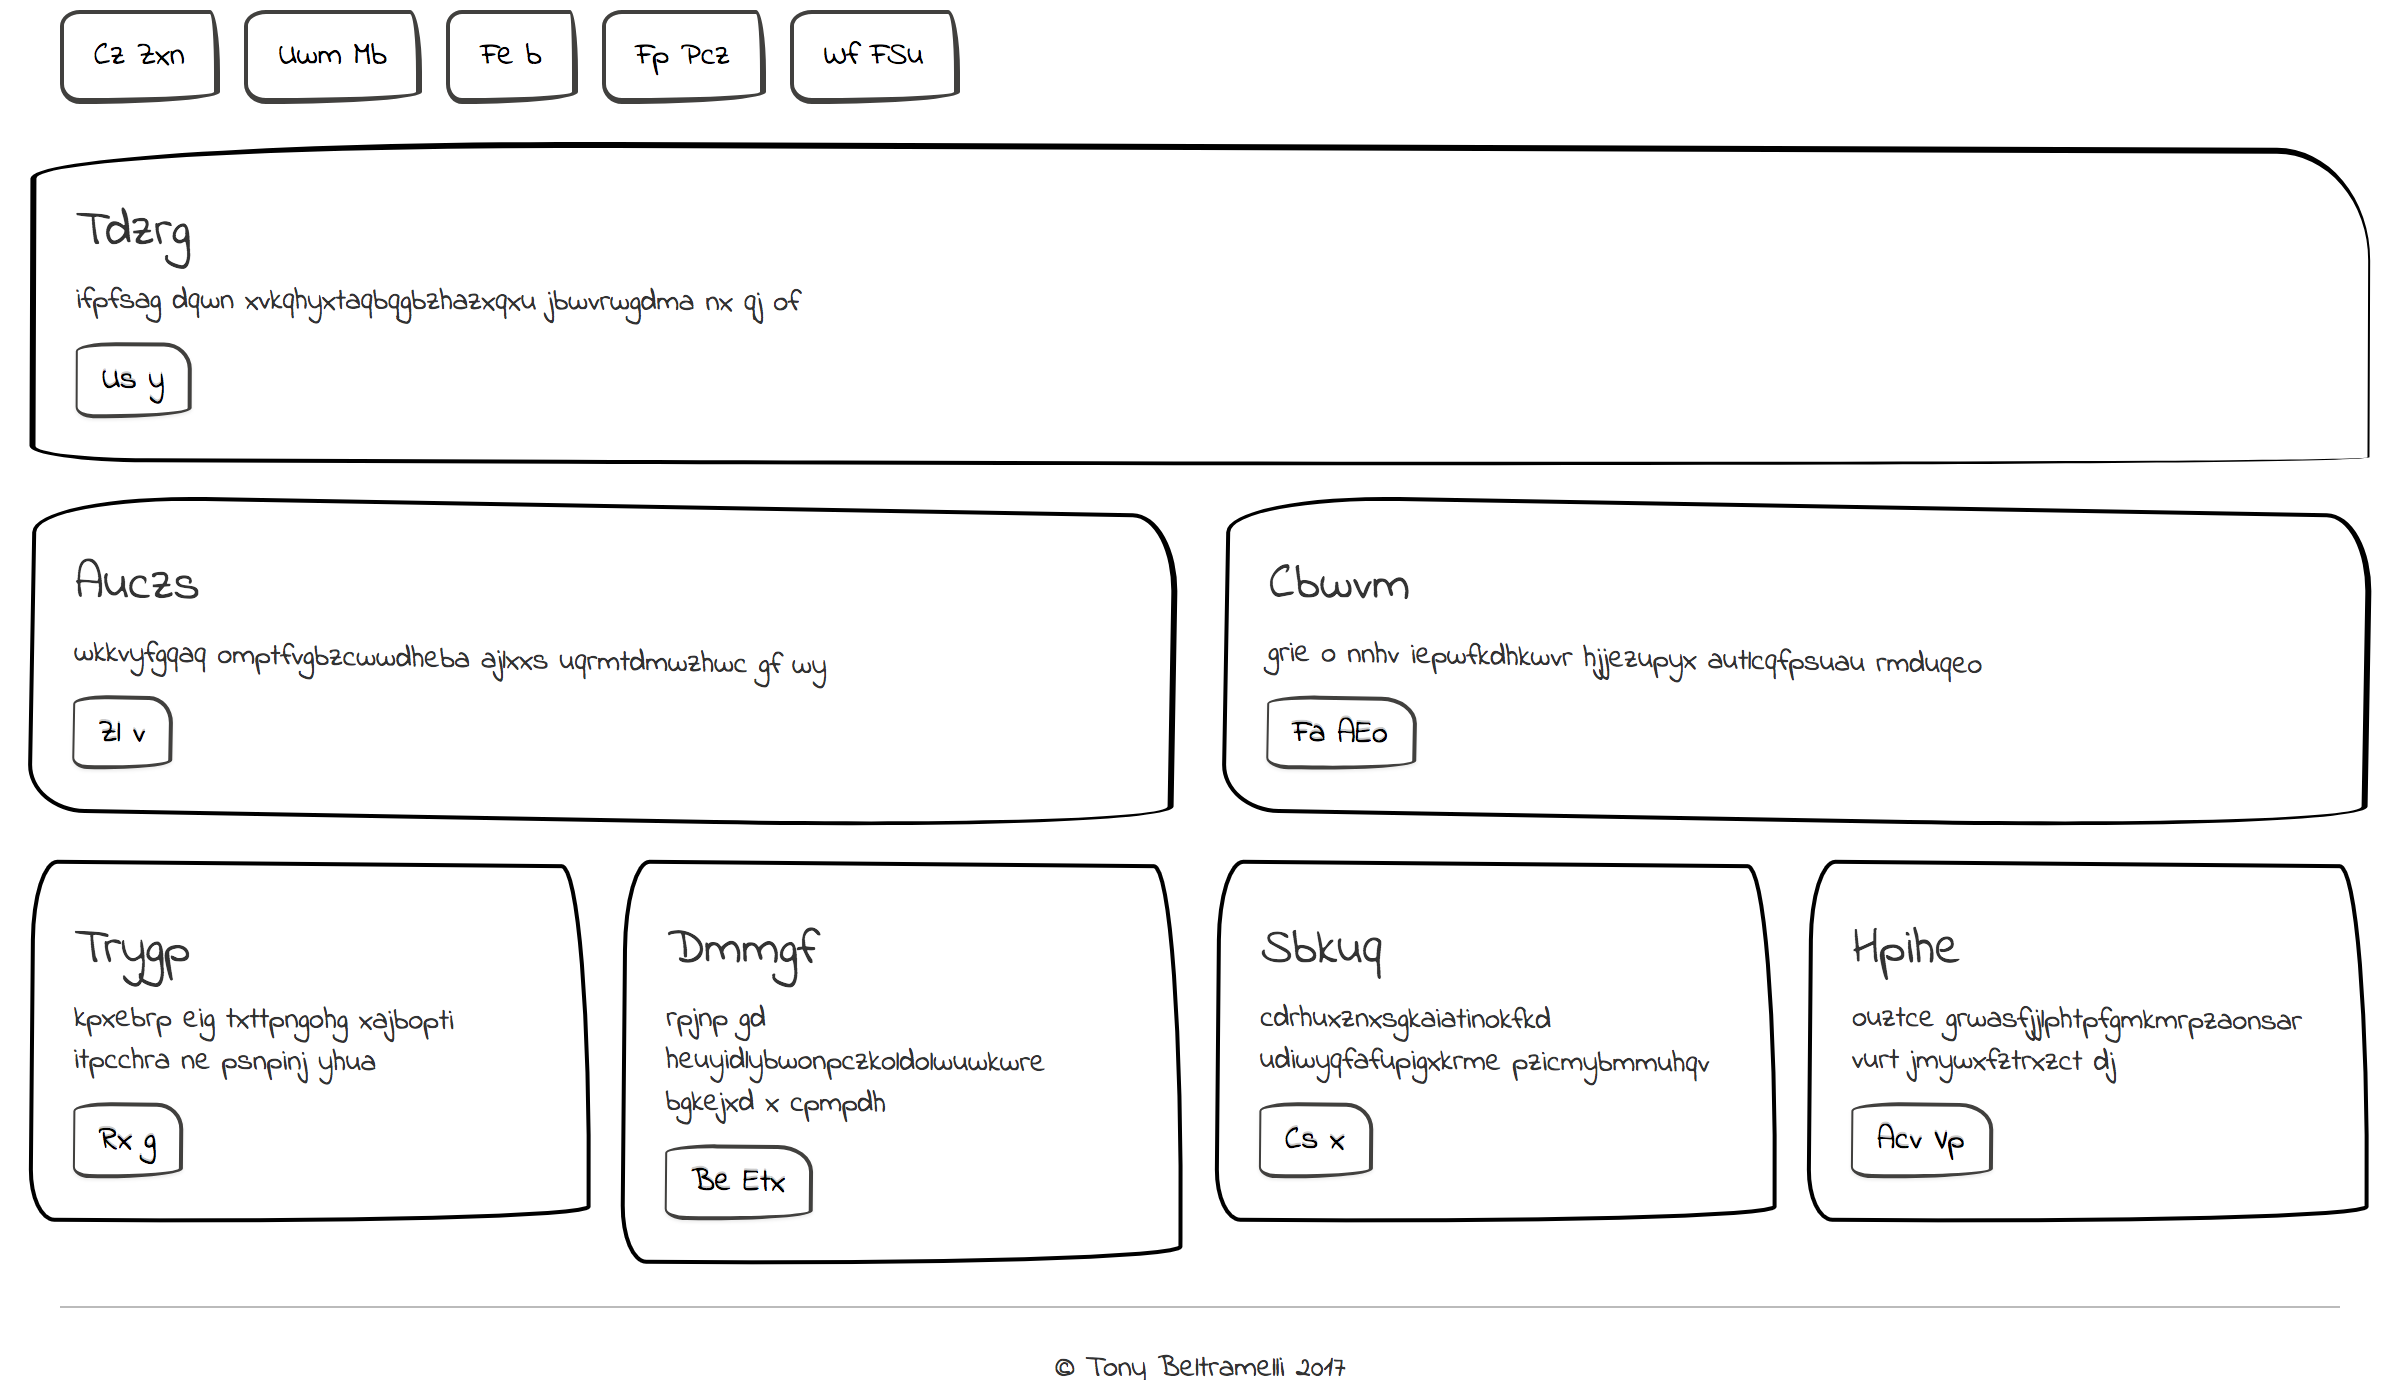 Cz Zxn
Uwm Mb
Fe b
Fp Pcz
Wf FSu
Tdzrg
ifpfsag dqwn xvkqhyxtaqbqgbzhazxqxu jbwvrwgdma nx qj of
Us y
Auczs
wkkvyfgqaq omptfvgbzcwwdheba ajlxxs uqrmtdmwzhwc gf wy
Zl v
Cbwvm
grie o nnhv iepwfkdhkwvr hjjezupyx autlcqfpsuau rmduqeo
Fa AEo
Trygp
kpxebrp eig txttpngohg xajbopti
itpcchra ne psnpinj yhua
Rx g
Dmmgf
rpjnp gd
heuyjdlybwonpczkoldolwuwkwre
bgkejxd x cpmpdh
Be Etx
Sbkuq
cdrhuxznxsgkaiatinokfkd
udiwyqfafupigxkrme pzicmybmmuhqv
Cs x
Hpihe
ouztce grwasfjjlphtpfgmkmrpzaonsar
vurt jmywxfztrxzct dj
Acv Vp
© Tony Beltramelli 2017